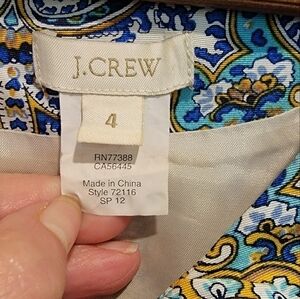 J.CREW
4
RN77388
CA56445
Made in China
Style 72116
SP 12